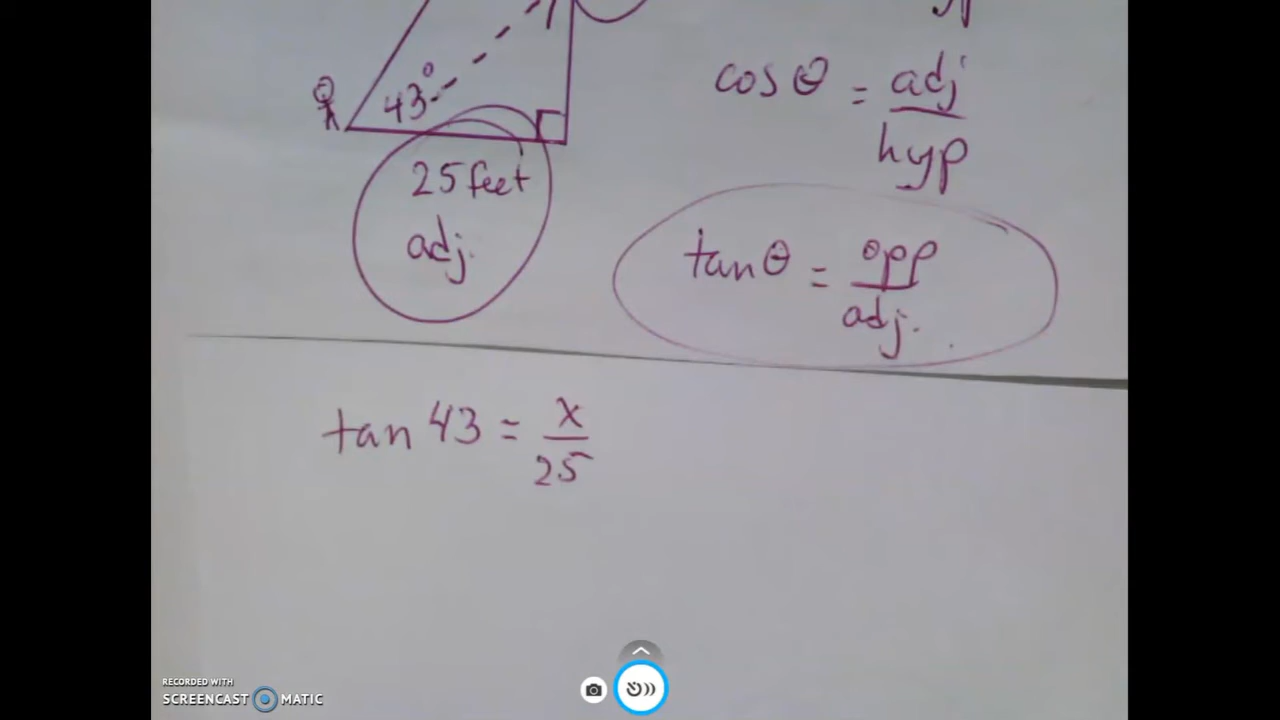 cos θ = adj
hyp
43°
25 feet
adj.
tan θ = opp
adj.
tan 43 = x
25
RECORDED WITH
SCREENCAST MATIC